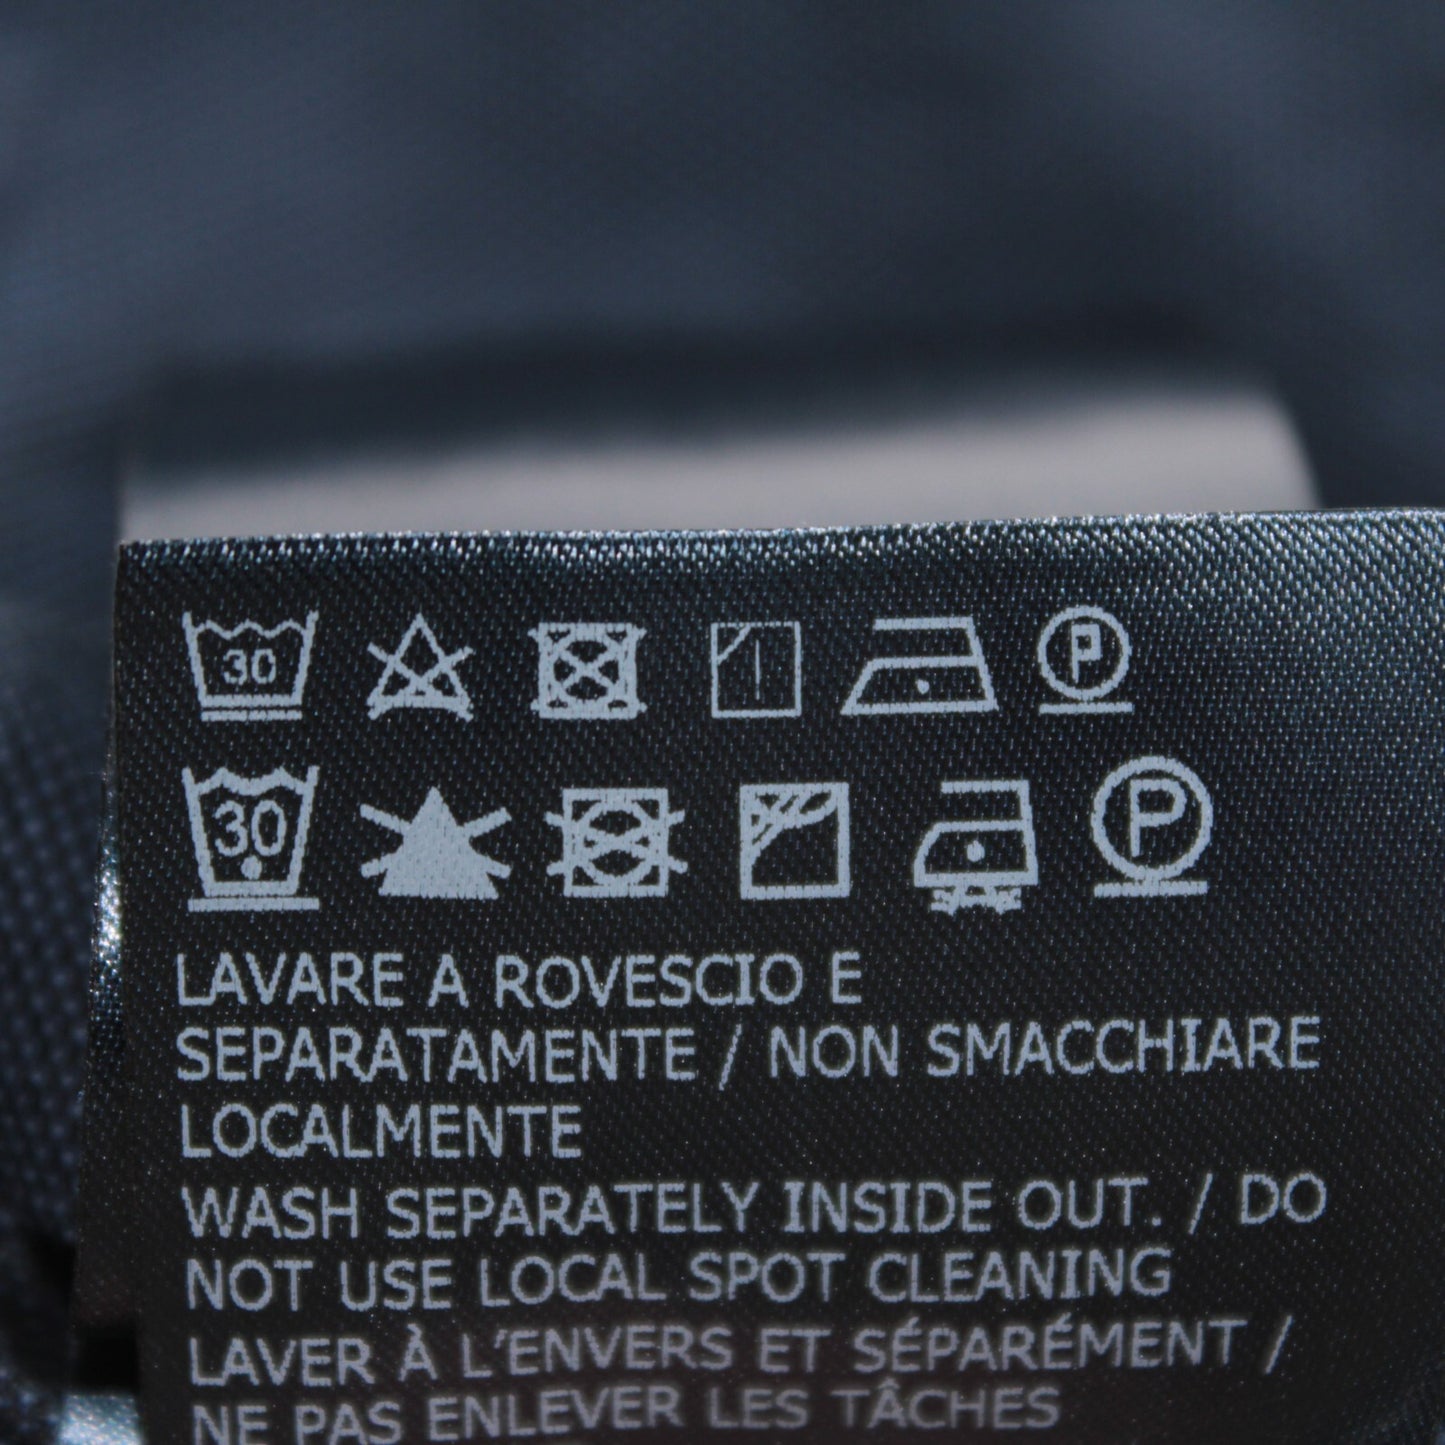 30
P
30
P
LAVARE A ROVESCIO E
SEPARATAMENTE / NON SMACCHIARE
LOCALMENTE
WASH SEPARATELY INSIDE OUT. / DO
NOT USE LOCAL SPOT CLEANING
LAVER À L'ENVERS ET SÉPARÉMENT /
NE PAS ENLEVER LES TÂCHES